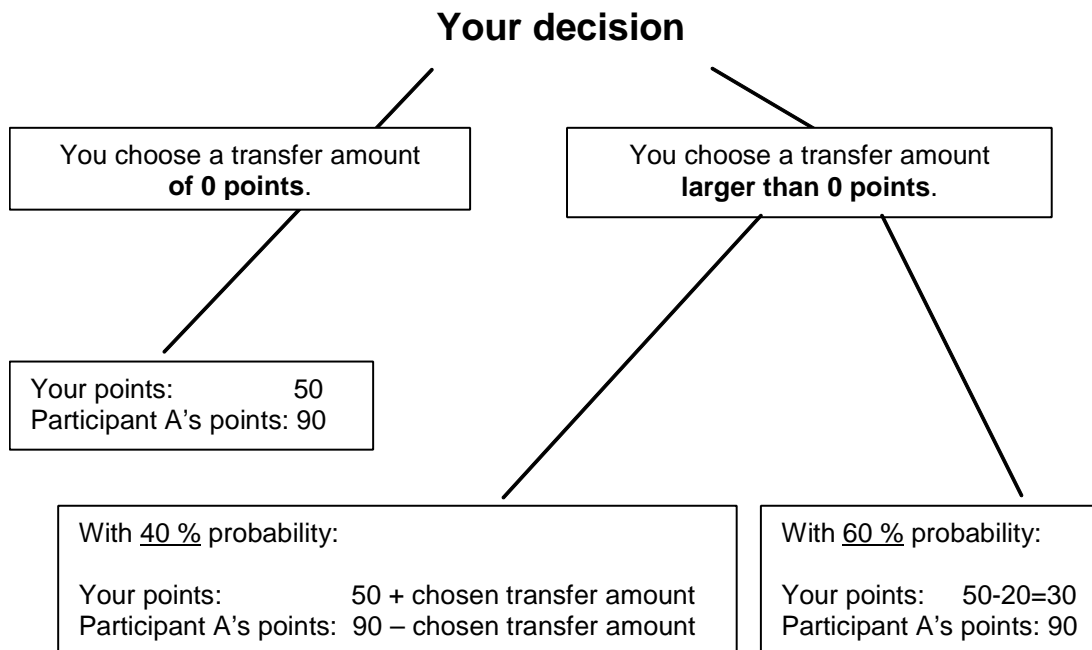 Your decision
You choose a transfer amount
of 0 points.
You choose a transfer amount
larger than 0 points.
Your points: 50
Participant A’s points: 90
With 40 % probability:
Your points: 50 + chosen transfer amount
Participant A’s points: 90 – chosen transfer amount
With 60 % probability:
Your points: 50-20=30
Participant A’s points: 90